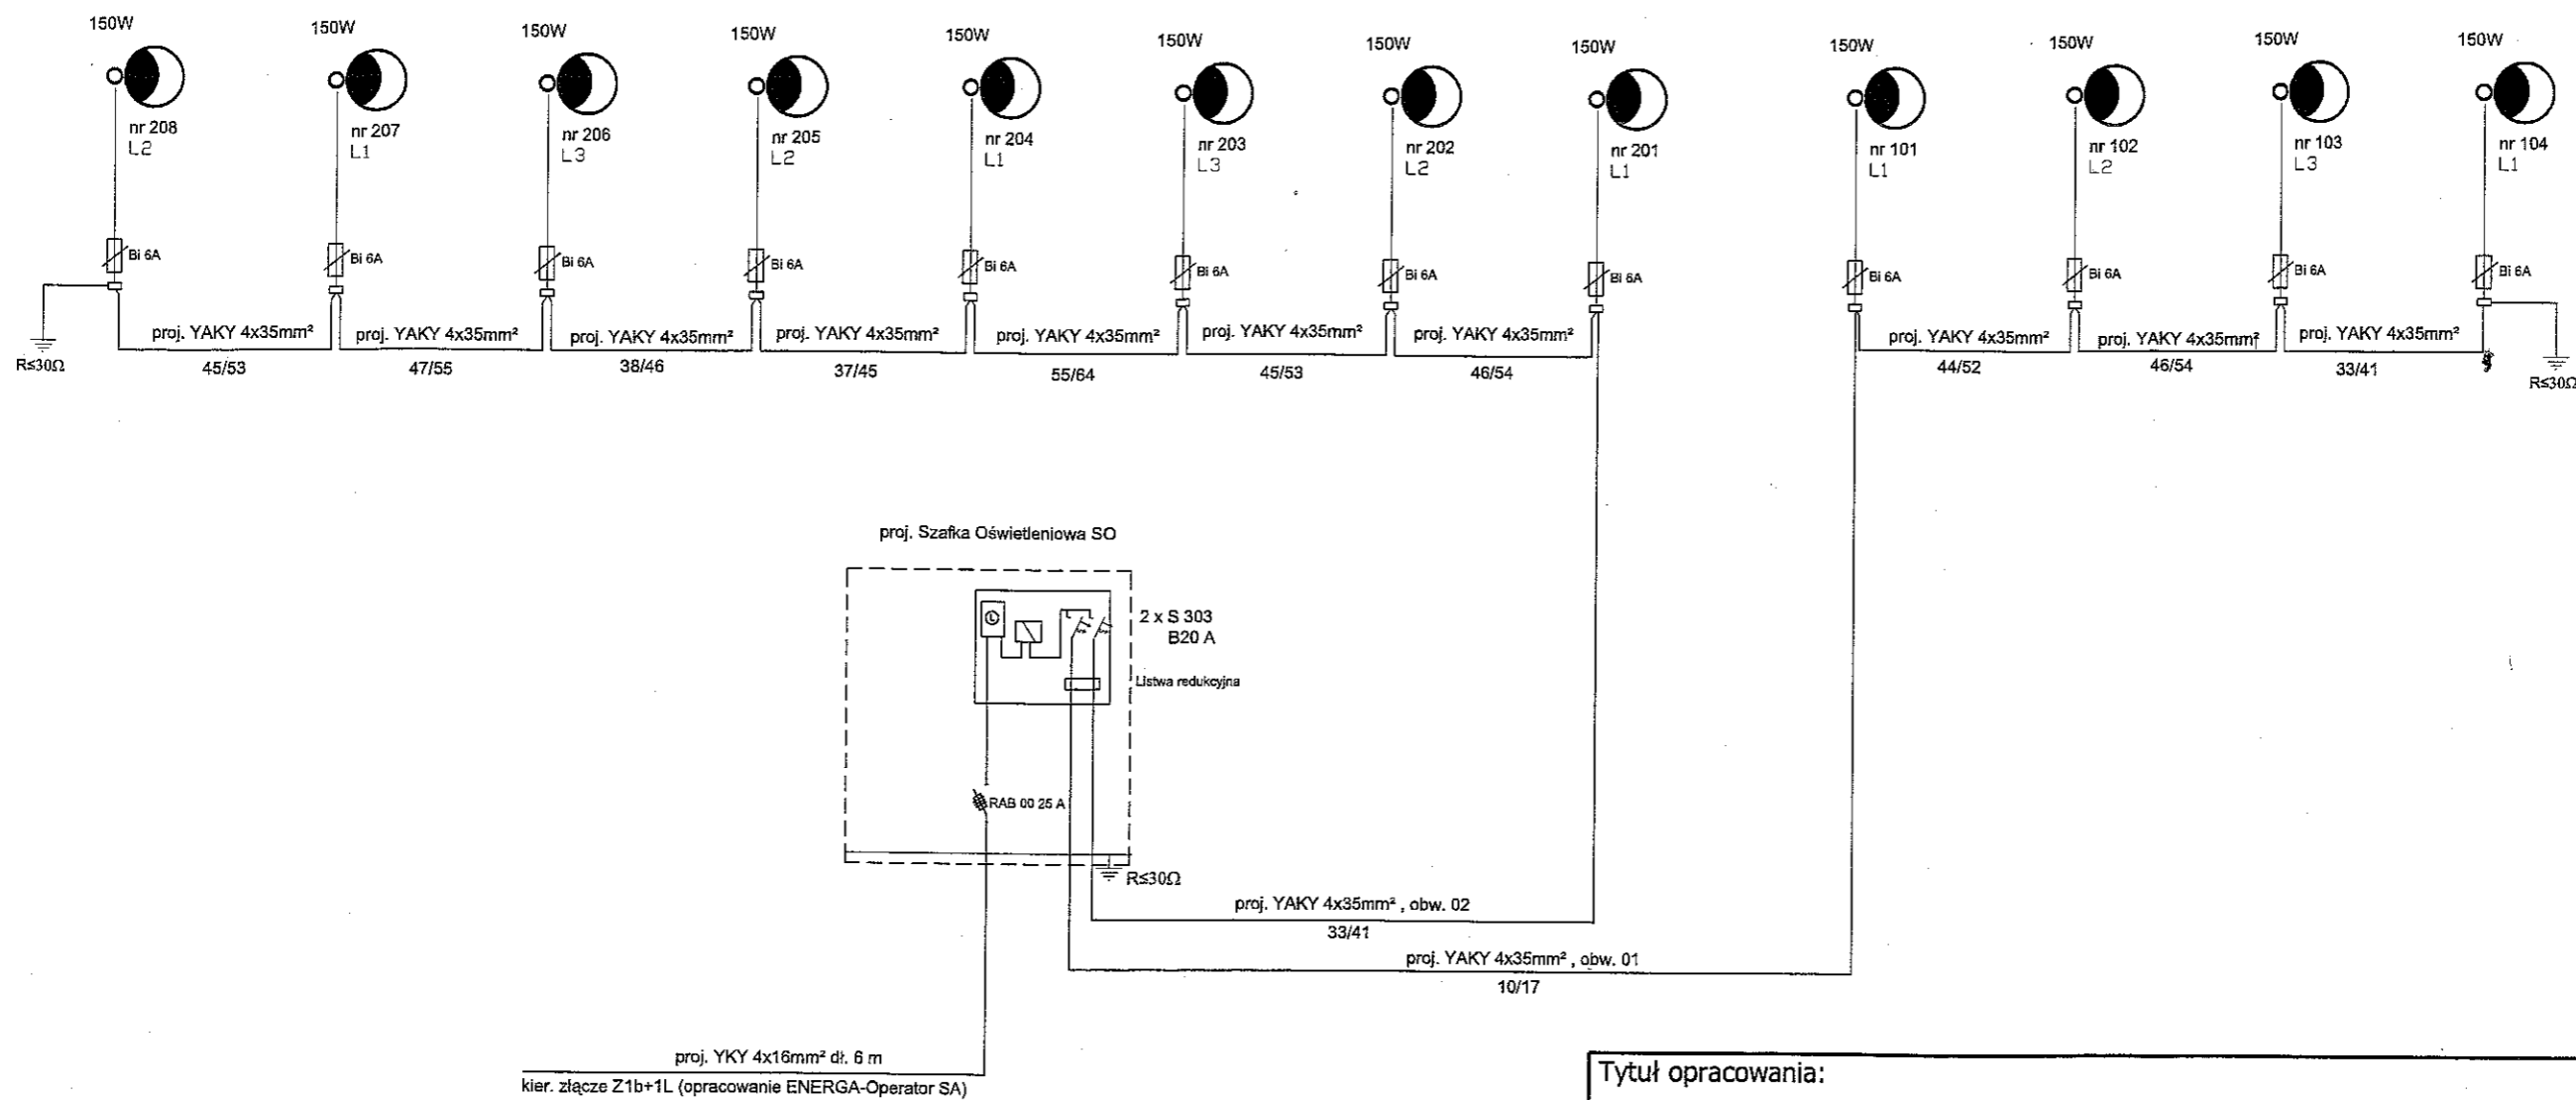 150W 150W 150W 150W 150W 150W 150W 150W 150W 150W 150W 150W
nr 208 nr 207 nr 206 nr 205 nr 204 nr 203 nr 202 nr 201 nr 101 nr 102 nr 103 nr 104
L2 L1 L3 L2 L1 L3 L2 L1 L1 L2 L3 L1
Bi 6A Bi 6A Bi 6A Bi 6A Bi 6A Bi 6A Bi 6A Bi 6A Bi 6A Bi 6A Bi 6A Bi 6A
proj. YAKY 4x35mm² proj. YAKY 4x35mm² proj. YAKY 4x35mm² proj. YAKY 4x35mm² proj. YAKY 4x35mm² proj. YAKY 4x35mm² proj. YAKY 4x35mm² proj. YAKY 4x35mm² proj. YAKY 4x35mm² proj. YAKY 4x35mm²
R≤30Ω 45/53 47/55 38/46 37/45 55/64 45/53 46/54 44/52 46/54 33/41 R≤30Ω
proj. Szafka Oświetleniowa SO
L
2 x S 303
B20 A
Listwa redukcyjna
RAB 00 25 A
R≤30Ω
proj. YAKY 4x35mm² , obw. 02
33/41
proj. YAKY 4x35mm² , obw. 01
10/17
proj. YKY 4x16mm² dł. 6 m
kier. złącze Z1b+1L (opracowanie ENERGA-Operator SA)
Tytuł opracowania: